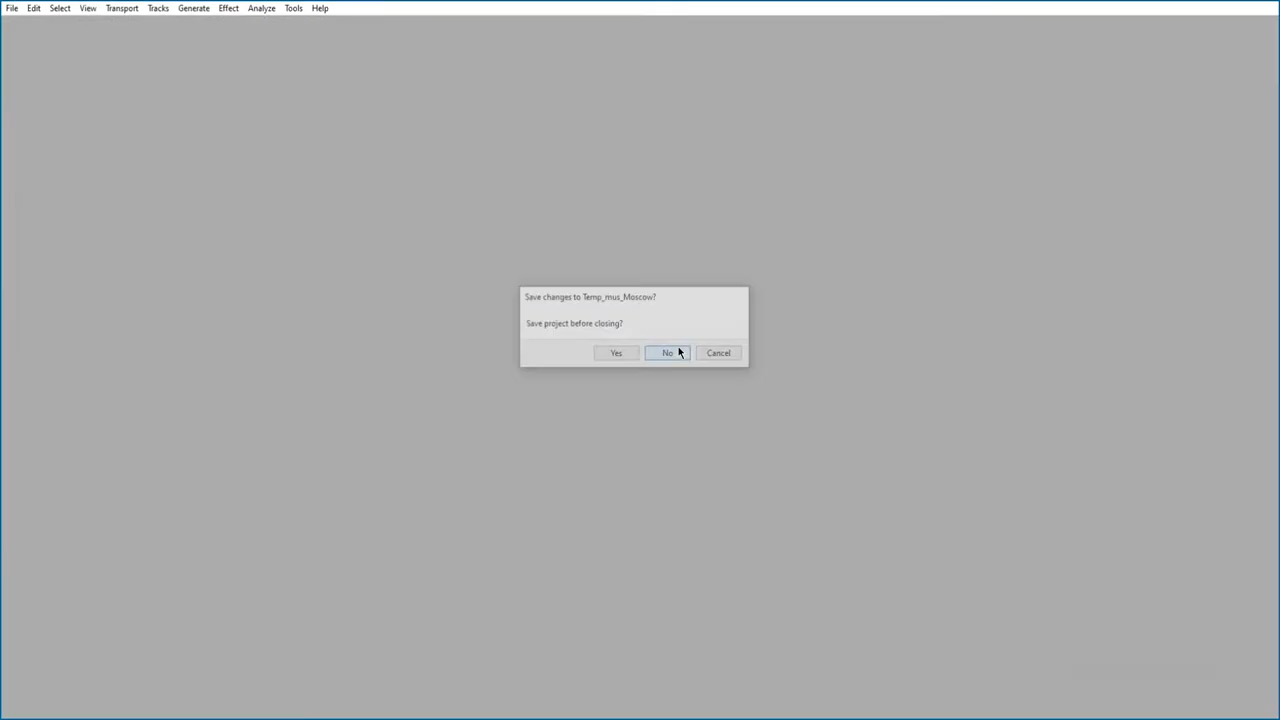 File Edit Select View Transport Tracks Generate Effect Analyze Tools Help
Save changes to Temp_mus_Moscow?
Save project before closing?
Yes No Cancel